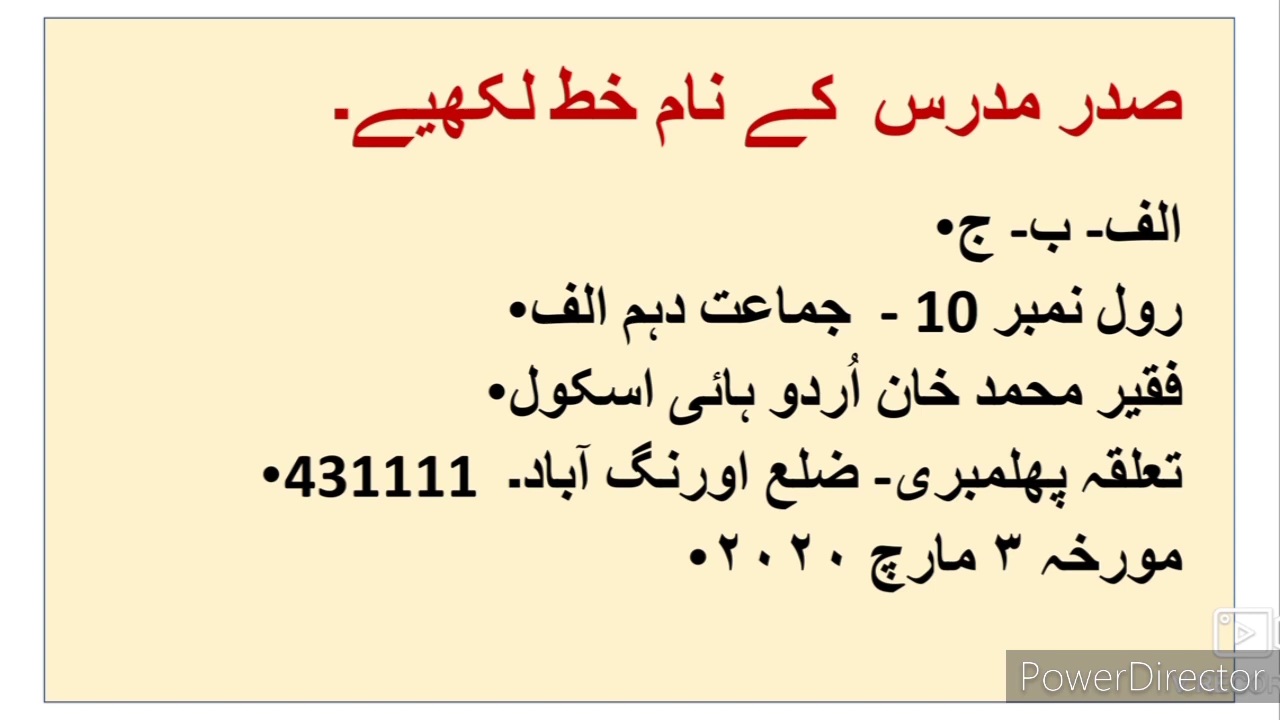 صدر مدرس کے نام خط لکھیے۔
الف- ب- ج•
رول نمبر 10 - جماعت دہم الف•
فقیر محمد خان اُردو ہائی اسکول•
تعلقہ پھلمبری- ضلع اورنگ آباد۔ 431111•
مورخہ ۳ مارچ ۲۰۲۰•
PowerDirector